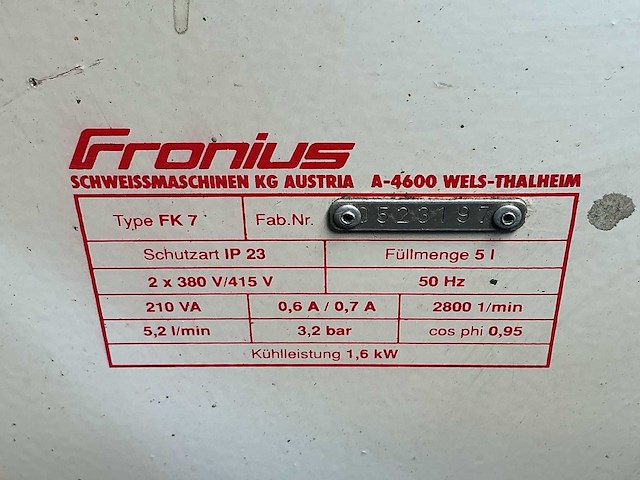 Fronius
SCHWEISSMASCHINEN KG AUSTRIA A-4600 WELS-THALHEIM
Type FK 7 Fab.Nr. 0523197
Schutzart IP 23 Füllmenge 5 l
2 x 380 V/415 V 50 Hz
210 VA 0,6 A / 0,7 A 2800 1/min
5,2 l/min 3,2 bar cos phi 0,95
Kühlleistung 1,6 kW